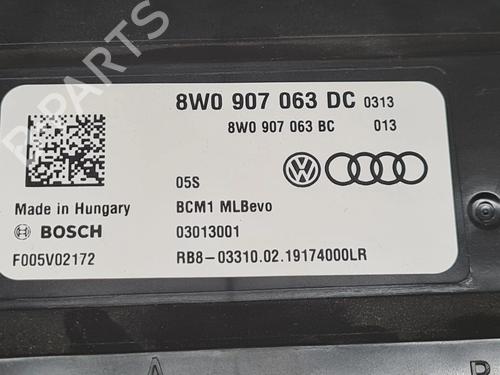 8W0 907 063 DC 0313
8W0 907 063 BC 013
05S
Made in Hungary BCM1 MLBevo
BOSCH 03013001
F005V02172 RB8-03310.02.19174000LR
A B
B PARTS